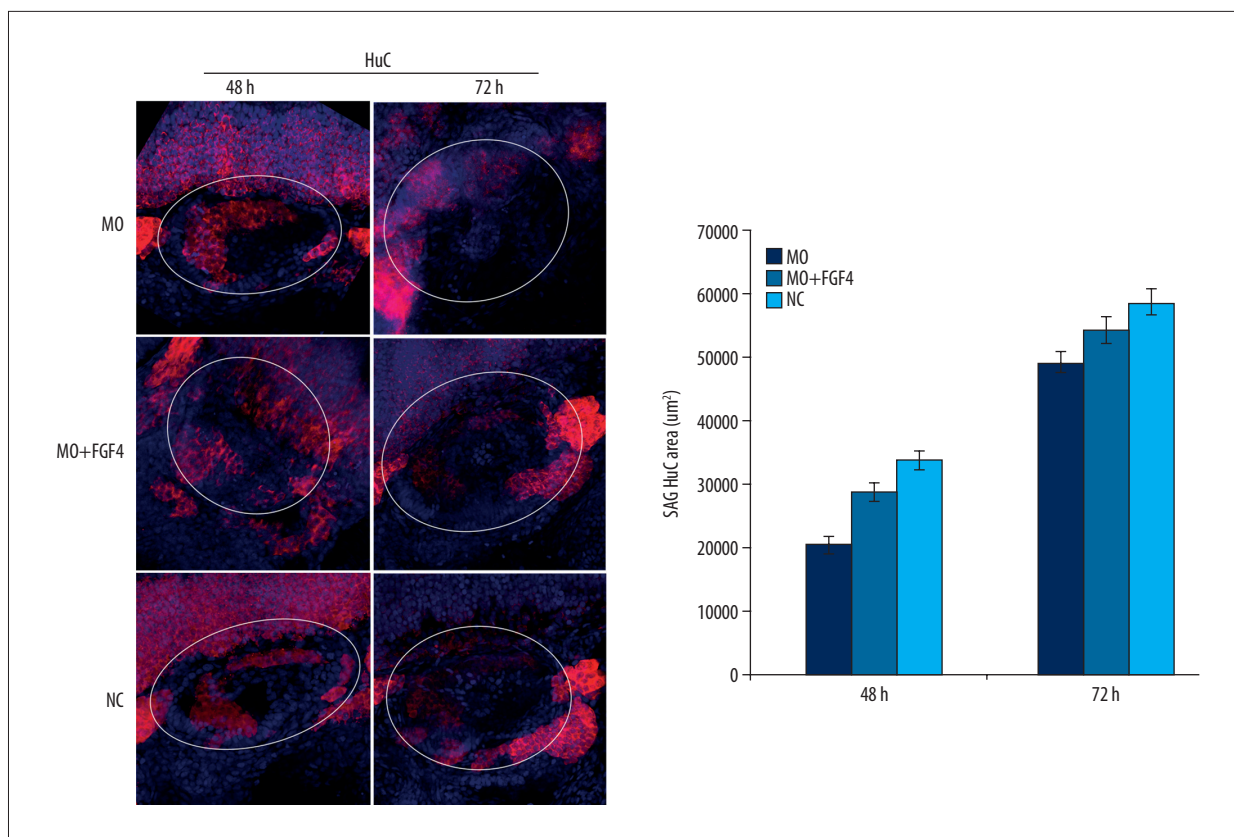 HuC
48 h
72 h
MO
MO+FGF4
NC
SAG HuC area (um²)
70000
60000
50000
40000
30000
20000
10000
0
MO
MO+FGF4
NC
48 h
72 h